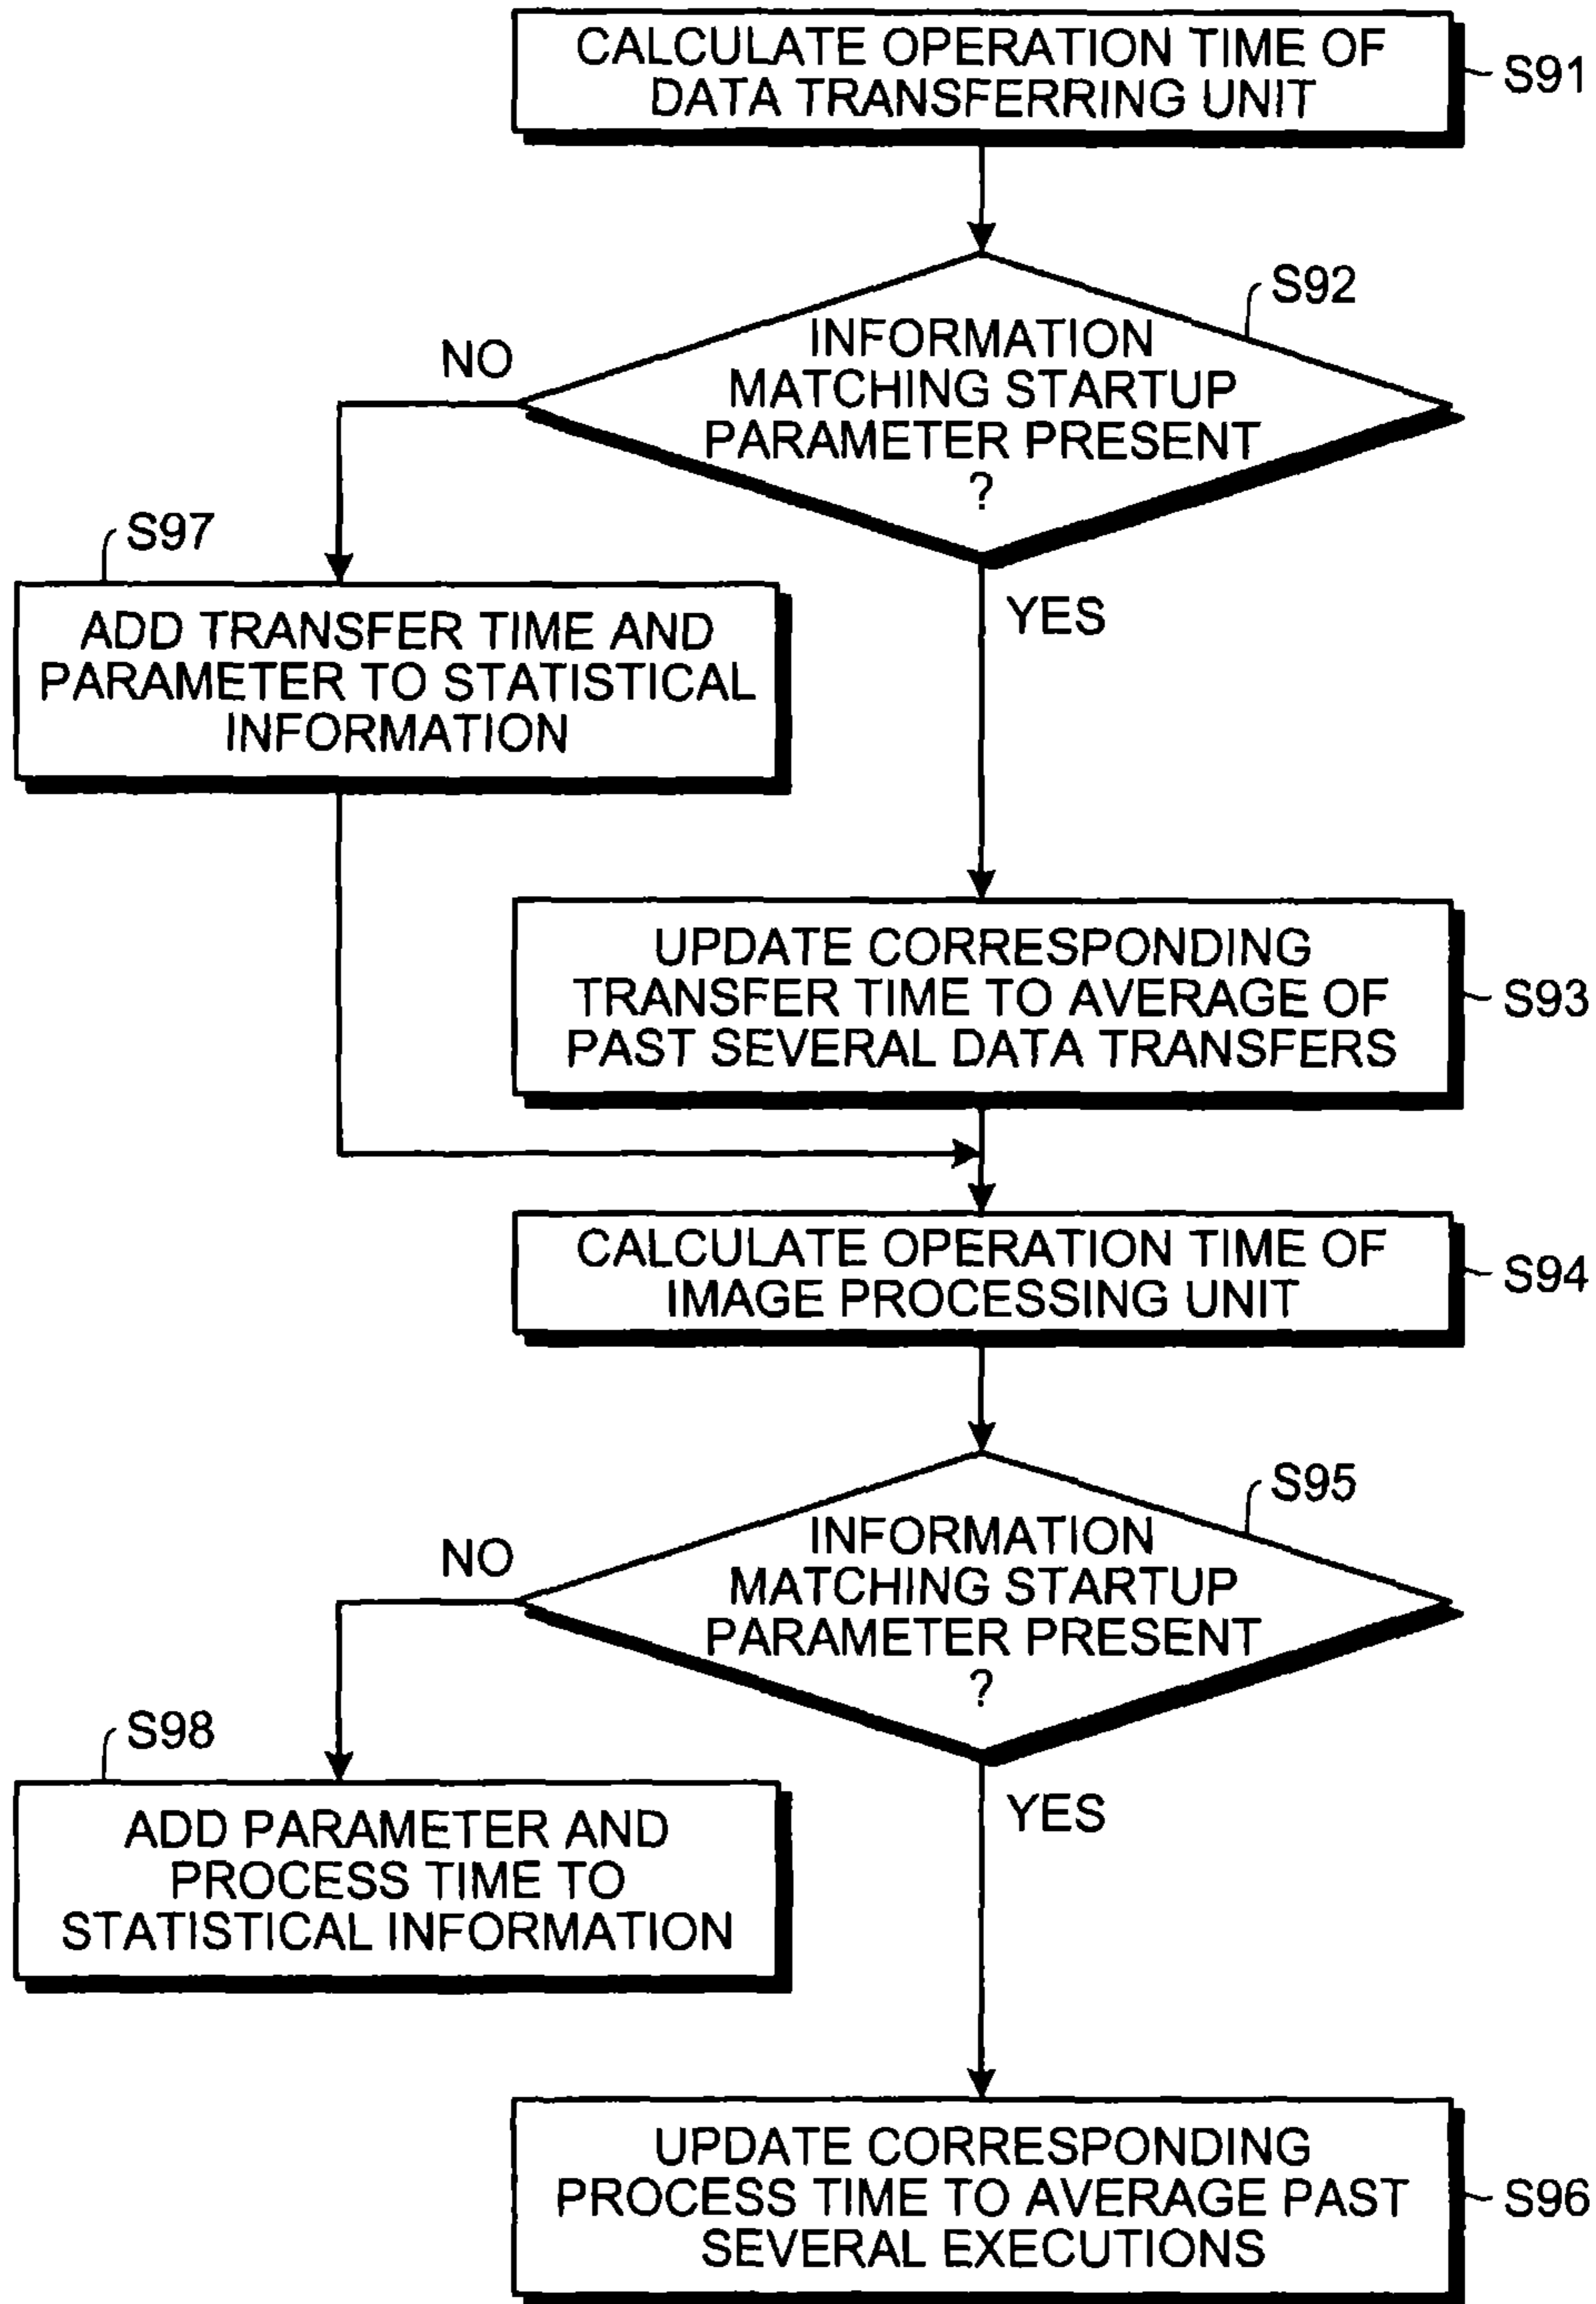 CALCULATE OPERATION TIME OF
DATA TRANSFERRING UNIT
S91
S92
INFORMATION
MATCHING STARTUP
PARAMETER PRESENT
?
NO
YES
S97
ADD TRANSFER TIME AND
PARAMETER TO STATISTICAL
INFORMATION
UPDATE CORRESPONDING
TRANSFER TIME TO AVERAGE OF
PAST SEVERAL DATA TRANSFERS
S93
CALCULATE OPERATION TIME OF
IMAGE PROCESSING UNIT
S94
S95
INFORMATION
MATCHING STARTUP
PARAMETER PRESENT
?
NO
YES
S98
ADD PARAMETER AND
PROCESS TIME TO
STATISTICAL INFORMATION
UPDATE CORRESPONDING
PROCESS TIME TO AVERAGE PAST
SEVERAL EXECUTIONS
S96